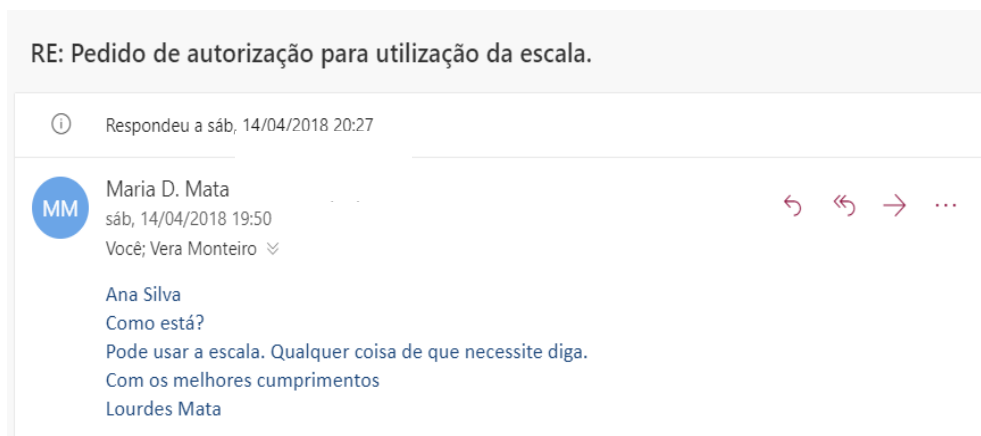 RE: Pedido de autorização para utilização da escala.
Respondeu a sáb, 14/04/2018 20:27
MM
Maria D. Mata
sáb, 14/04/2018 19:50
Você; Vera Monteiro
Ana Silva
Como está?
Pode usar a escala. Qualquer coisa de que necessite diga.
Com os melhores cumprimentos
Lourdes Mata